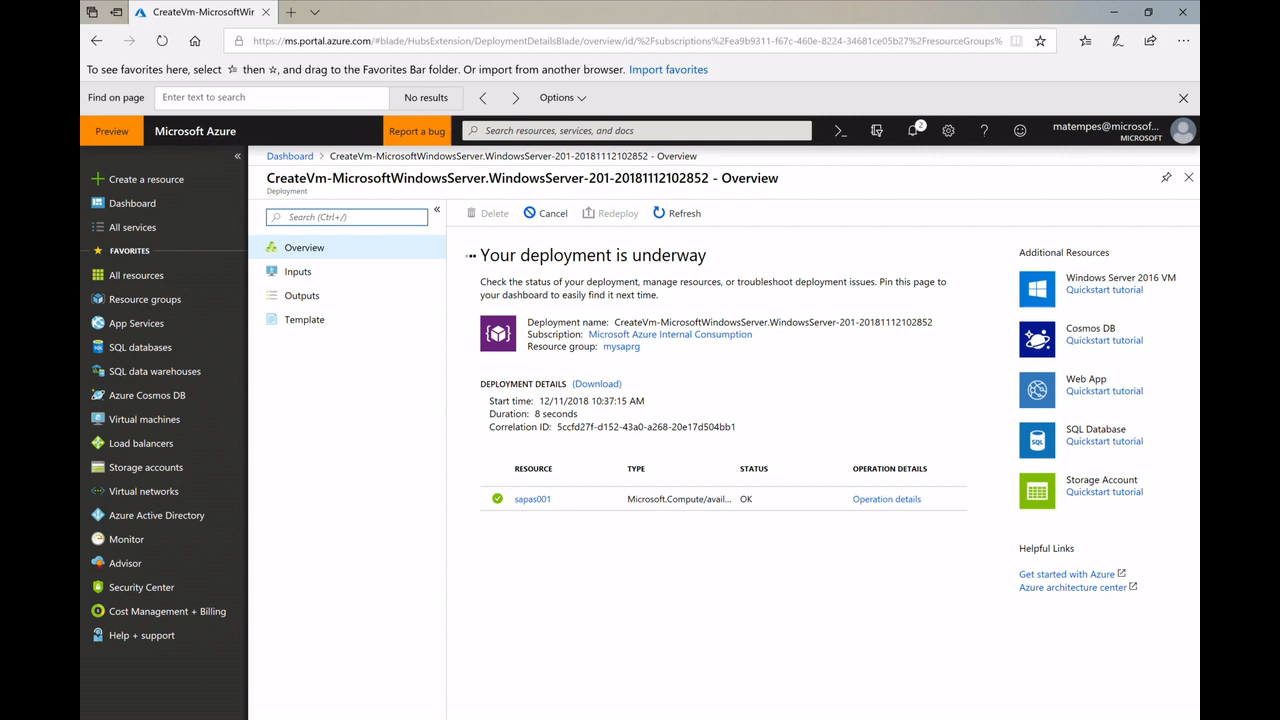 CreateVm-MicrosoftWir
https://ms.portal.azure.com/#blade/HubsExtension/DeploymentDetailsBlade/overview/id/%2Fsubscriptions%2Fea9b9311-f67c-460e-8224-34681ce05b27%2FresourceGroups%
To see favorites here, select then , and drag to the Favorites Bar folder. Or import from another browser. Import favorites
Find on page Enter text to search No results Options
Preview Microsoft Azure Report a bug Search resources, services, and docs 2 matempes@microsof...
MICROSOFT
Dashboard > CreateVm-MicrosoftWindowsServer.WindowsServer-201-20181112102852 - Overview
CreateVm-MicrosoftWindowsServer.WindowsServer-201-20181112102852 - Overview
Deployment
Create a resource
Dashboard
All services
FAVORITES
All resources
Resource groups
App Services
SQL databases
SQL data warehouses
Azure Cosmos DB
Virtual machines
Load balancers
Storage accounts
Virtual networks
Azure Active Directory
Monitor
Advisor
Security Center
Cost Management + Billing
Help + support
Search (Ctrl+/)
Overview
Inputs
Outputs
Template
Delete Cancel Redeploy Refresh
Your deployment is underway
Check the status of your deployment, manage resources, or troubleshoot deployment issues. Pin this page to
your dashboard to easily find it next time.
Deployment name: CreateVm-MicrosoftWindowsServer.WindowsServer-201-20181112102852
Subscription: Microsoft Azure Internal Consumption
Resource group: mysaprg
DEPLOYMENT DETAILS (Download)
Start time: 12/11/2018 10:37:15 AM
Duration: 8 seconds
Correlation ID: 5ccfd27f-d152-43a0-a268-20e17d504bb1
RESOURCE TYPE STATUS OPERATION DETAILS
sapas001 Microsoft.Compute/avail... OK Operation details
Additional Resources
Windows Server 2016 VM
Quickstart tutorial
Cosmos DB
Quickstart tutorial
Web App
Quickstart tutorial
SQL
SQL Database
Quickstart tutorial
Storage Account
Quickstart tutorial
Helpful Links
Get started with Azure
Azure architecture center